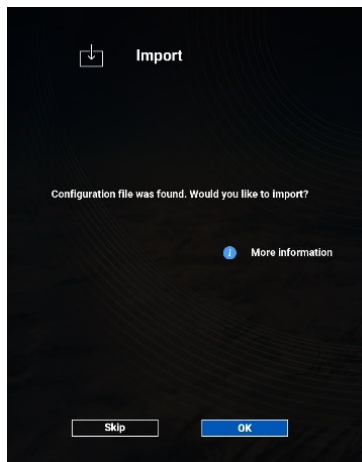 Import
Configuration file was found. Would you like to import?
More information
Skip
OK